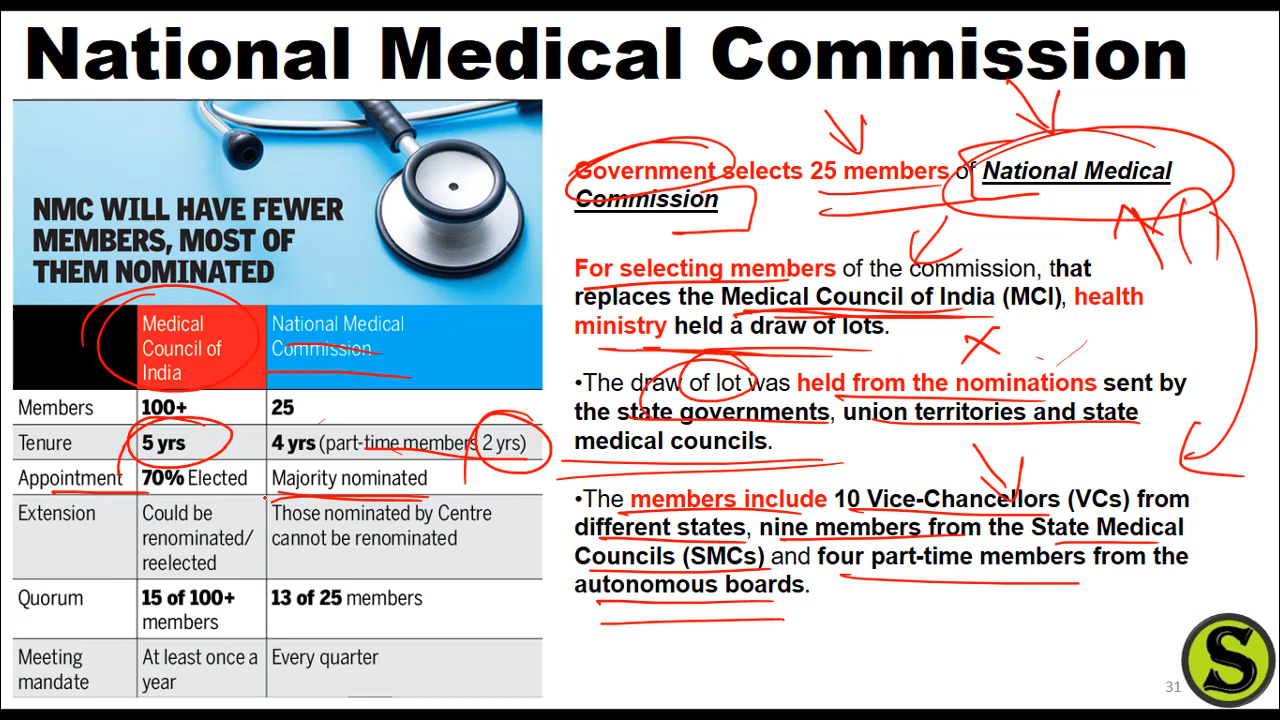 National Medical Commission
NMC WILL HAVE FEWER
MEMBERS, MOST OF
THEM NOMINATED
Medical
Council of
India
National Medical
Commission
Members 100+ 25
Tenure 5 yrs 4 yrs (part-time members 2 yrs)
Appointment 70% Elected Majority nominated
Extension
Could be
renominated/
reelected
Those nominated by Centre
cannot be renominated
Quorum
15 of 100+
members
13 of 25 members
Meeting
mandate
At least once a
year
Every quarter
Government selects 25 members of National Medical
Commission
For selecting members of the commission, that
replaces the Medical Council of India (MCI), health
ministry held a draw of lots.
•The draw of lot was held from the nominations sent by
the state governments, union territories and state
medical councils.
•The members include 10 Vice-Chancellors (VCs) from
different states, nine members from the State Medical
Councils (SMCs) and four part-time members from the
autonomous boards.
S
31